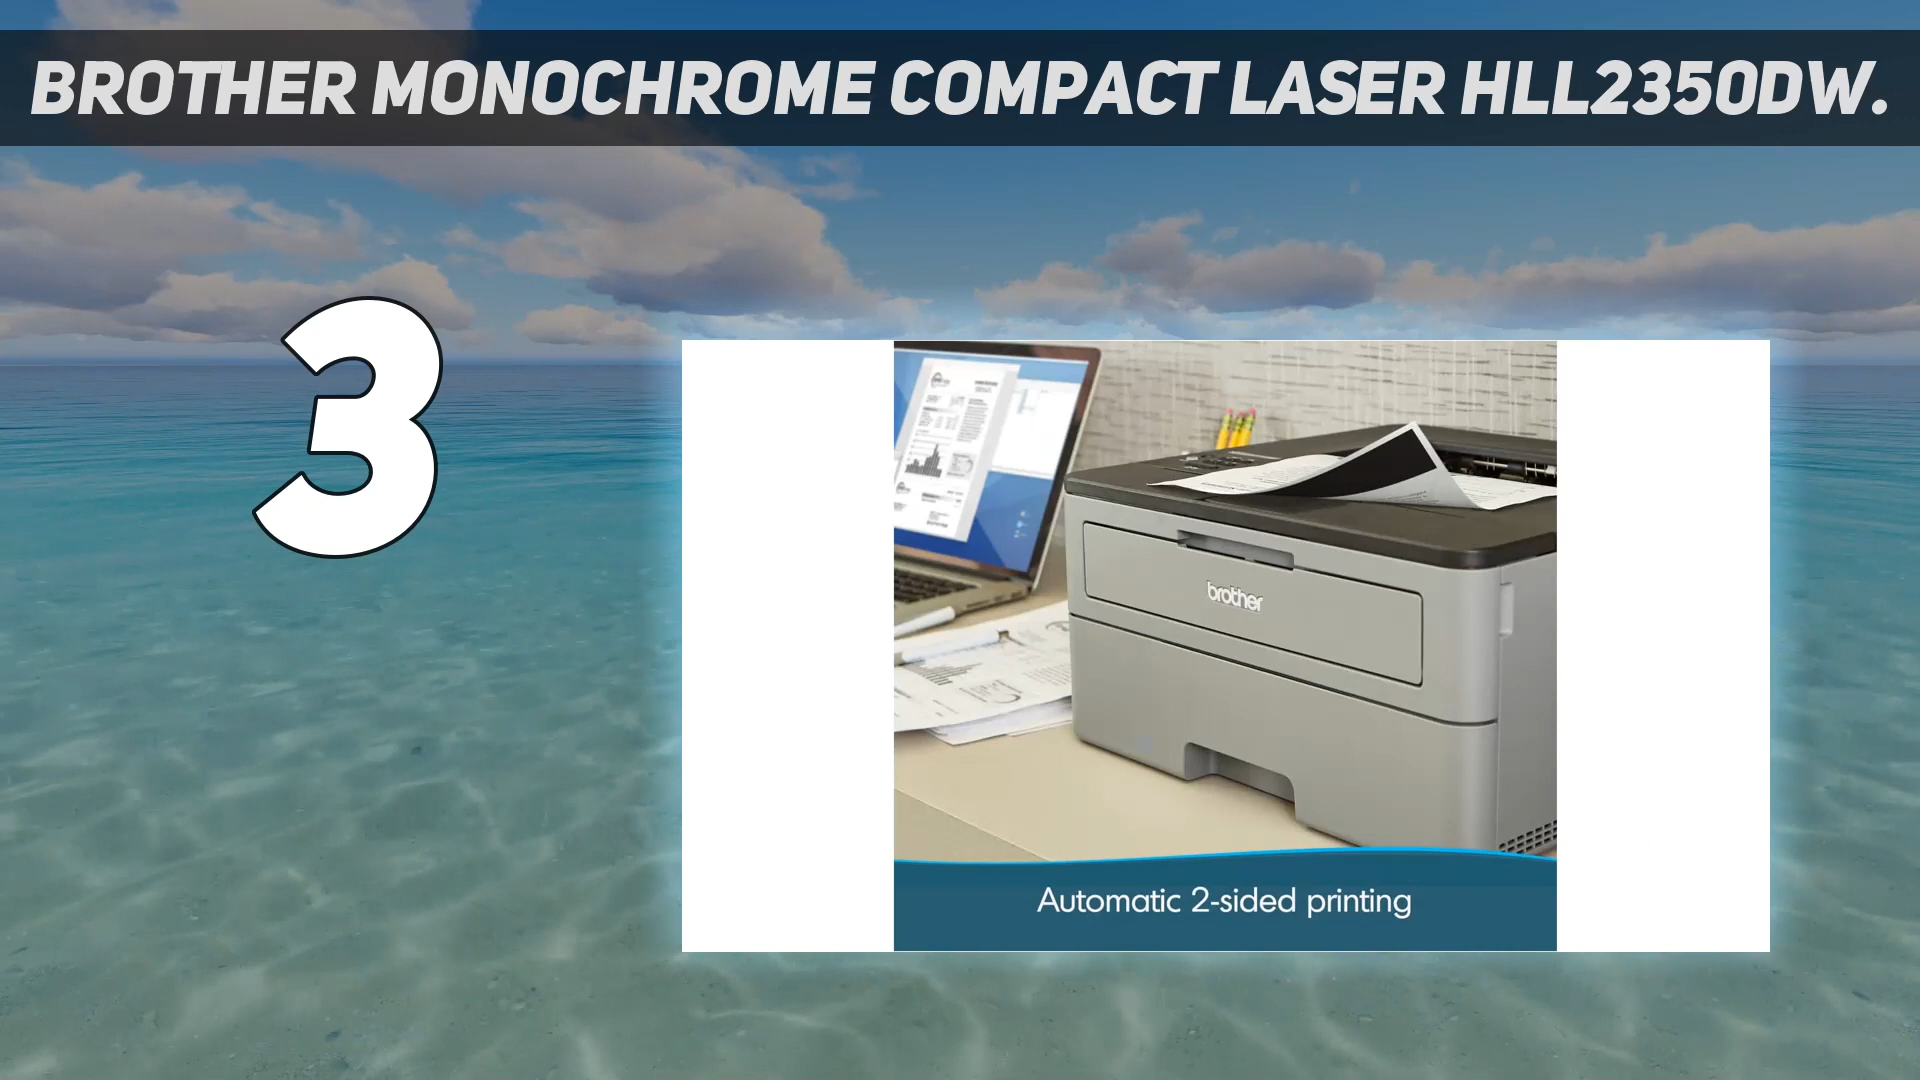 BROTHER MONOCHROME COMPACT LASER HLL2350DW.
3
brother
Automatic 2-sided printing